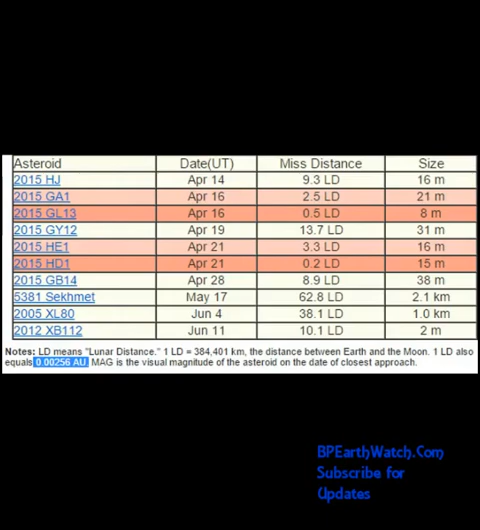 Asteroid Date(UT) Miss Distance Size
2015 HJ Apr 14 9.3 LD 16 m
2015 GA1 Apr 16 2.5 LD 21 m
2015 GL13 Apr 16 0.5 LD 8 m
2015 GY12 Apr 19 13.7 LD 31 m
2015 HE1 Apr 21 3.3 LD 16 m
2015 HD1 Apr 21 0.2 LD 15 m
2015 GB14 Apr 28 8.9 LD 38 m
5381 Sekhmet May 17 62.8 LD 2.1 km
2005 XL80 Jun 4 38.1 LD 1.0 km
2012 XB112 Jun 11 10.1 LD 2 m
Notes: LD means "Lunar Distance." 1 LD = 384,401 km, the distance between Earth and the Moon. 1 LD also
equals 0.00256 AU. MAG is the visual magnitude of the asteroid on the date of closest approach.
BPEarthWatch.Com
Subscribe for
Updates